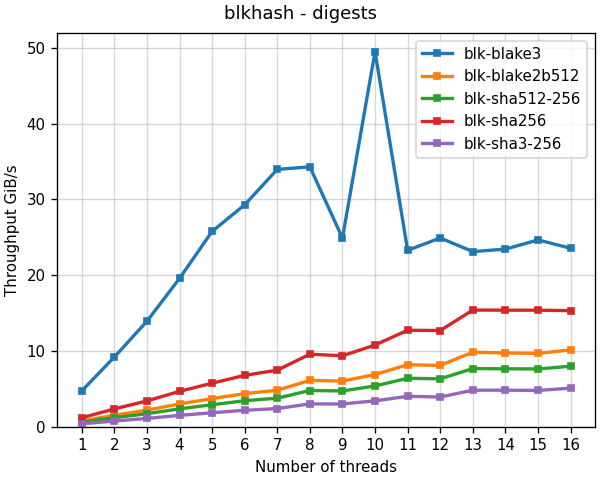 blkhash - digests
blk-blake3
blk-blake2b512
blk-sha512-256
blk-sha256
blk-sha3-256
Throughput GiB/s
50
40
30
20
10
0
1 2 3 4 5 6 7 8 9 10 11 12 13 14 15 16
Number of threads